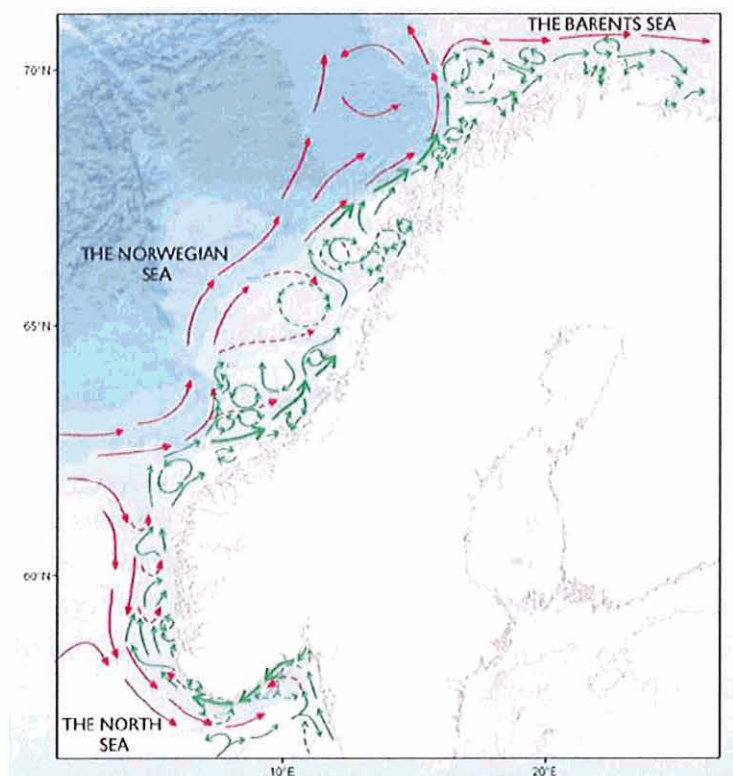 THE BARENTS SEA
70°N
THE NORWEGIAN
SEA
65°N
60°N
THE NORTH
SEA
10°E
20°E